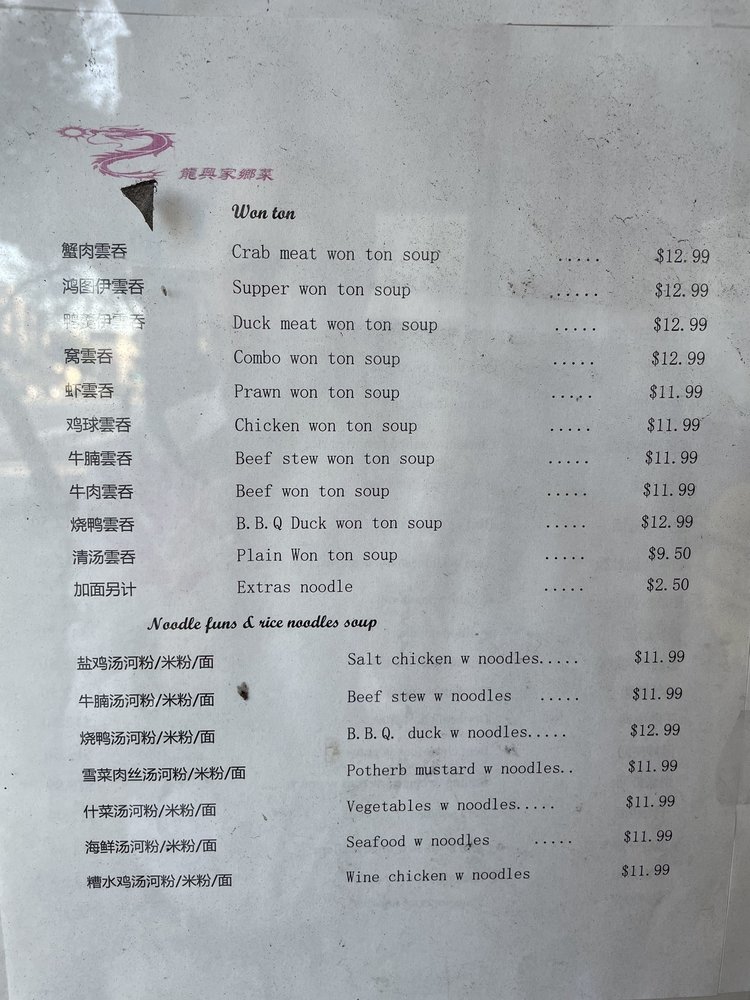 龍興家鄉菜
Won ton
蟹肉雲吞 Crab meat won ton soup ..... $12.99
鸿图伊雲吞 Supper won ton soup ...... $12.99
鸭羹伊雲吞 Duck meat won ton soup ..... $12.99
窝雲吞 Combo won ton soup ..... $12.99
虾雲吞 Prawn won ton soup ..... $11.99
鸡球雲吞 Chicken won ton soup ..... $11.99
牛腩雲吞 Beef stew won ton soup ..... $11.99
牛肉雲吞 Beef won ton soup ..... $11.99
烧鸭雲吞 B.B.Q Duck won ton soup ..... $12.99
清汤雲吞 Plain Won ton soup ..... $9.50
加面另计 Extras noodle ..... $2.50
Noodle funs & rice noodles soup
盐鸡汤河粉/米粉/面 Salt chicken w noodles..... $11.99
牛腩汤河粉/米粉/面 Beef stew w noodles ..... $11.99
烧鸭汤河粉/米粉/面 B.B.Q. duck w noodles..... $12.99
雪菜肉丝汤河粉/米粉/面 Potherb mustard w noodles.. $11.99
什菜汤河粉/米粉/面 Vegetables w noodles..... $11.99
海鲜汤河粉/米粉/面 Seafood w noodles ..... $11.99
糟水鸡汤河粉/米粉/面 Wine chicken w noodles $11.99